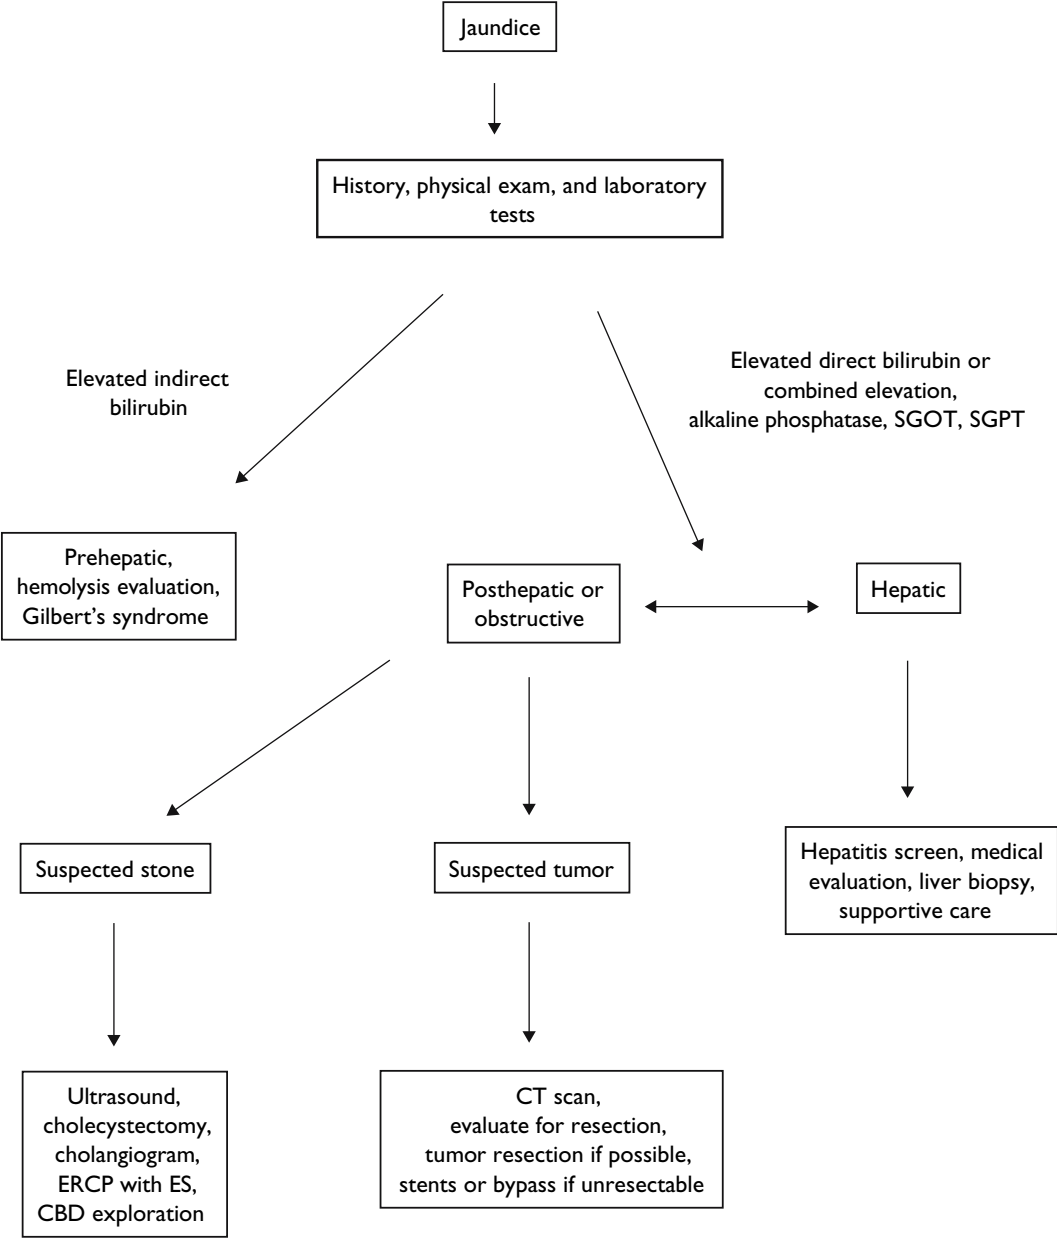 Jaundice
History, physical exam, and laboratory
tests
Elevated indirect
bilirubin
Elevated direct bilirubin or
combined elevation,
alkaline phosphatase, SGOT, SGPT
Prehepatic,
hemolysis evaluation,
Gilbert's syndrome
Posthepatic or
obstructive
Hepatic
Suspected stone
Suspected tumor
Hepatitis screen, medical
evaluation, liver biopsy,
supportive care
Ultrasound,
cholecystectomy,
cholangiogram,
ERCP with ES,
CBD exploration
CT scan,
evaluate for resection,
tumor resection if possible,
stents or bypass if unresectable